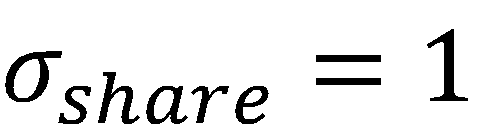 σ_share = 1